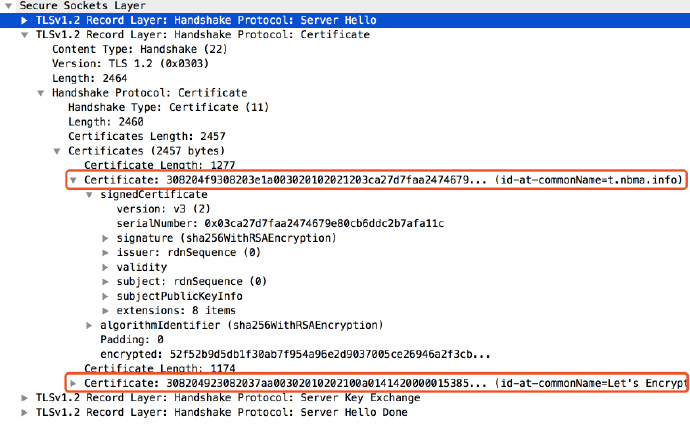 Secure Sockets Layer
TLSv1.2 Record Layer: Handshake Protocol: Server Hello
TLSv1.2 Record Layer: Handshake Protocol: Certificate
Content Type: Handshake (22)
Version: TLS 1.2 (0x0303)
Length: 2464
Handshake Protocol: Certificate
Handshake Type: Certificate (11)
Length: 2460
Certificates Length: 2457
Certificates (2457 bytes)
Certificate Length: 1277
Certificate: 308204f9308203e1a003020102021203ca27d7faa2474679... (id-at-commonName=t.nbma.info)
signedCertificate
version: v3 (2)
serialNumber: 0x03ca27d7faa2474679e80cb6ddc2b7afa11c
signature (sha256WithRSAEncryption)
issuer: rdnSequence (0)
validity
subject: rdnSequence (0)
subjectPublicKeyInfo
extensions: 8 items
algorithmIdentifier (sha256WithRSAEncryption)
Padding: 0
encrypted: 52f52b9d5db1f30ab7f954a96e2d9037005ce26946a2f3cb...
Certificate Length: 1174
Certificate: 308204923082037aa00302010202100a0141420000015385... (id-at-commonName=Let's Encrypt
TLSv1.2 Record Layer: Handshake Protocol: Server Key Exchange
TLSv1.2 Record Layer: Handshake Protocol: Server Hello Done